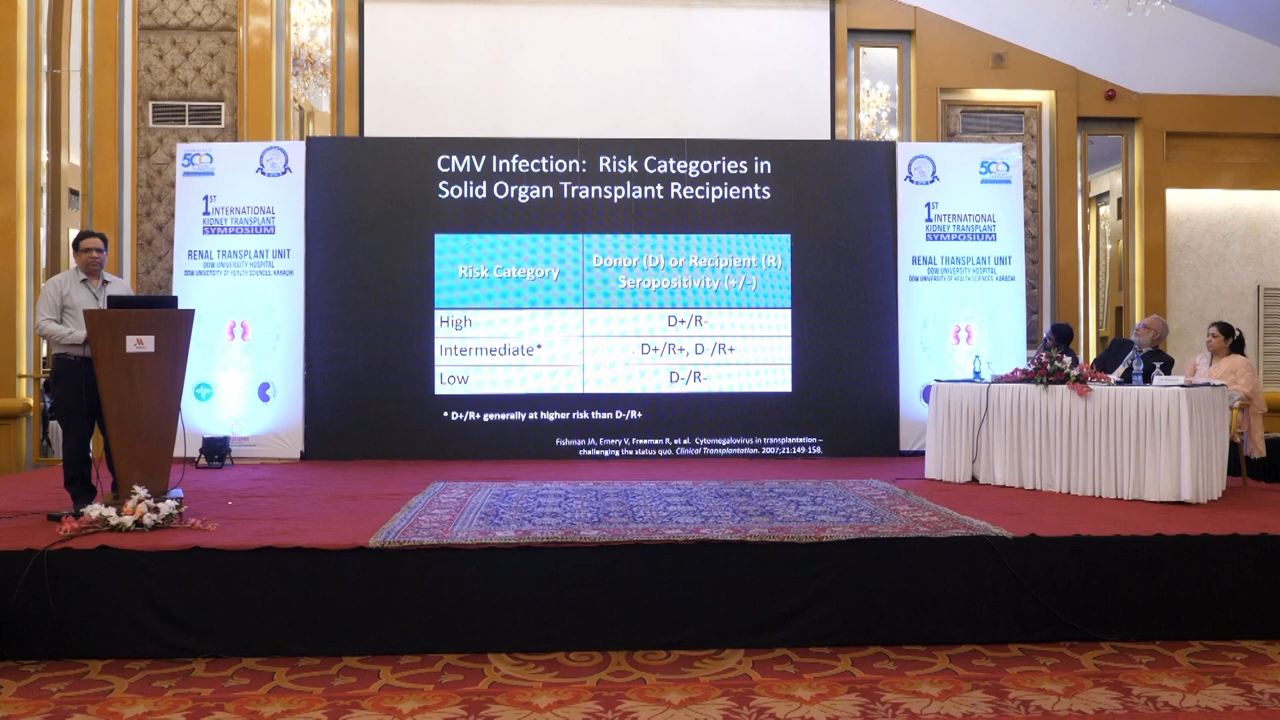 CMV Infection: Risk Categories in
Solid Organ Transplant Recipients
Risk Category
Donor (D) or Recipient (R)
Seropositivity (+/-)
High
D+/R-
Intermediate*
D+/R+, D-/R+
Low
D-/R-
* D+/R+ generally at higher risk than D-/R+
Fishman JA, Emery V, Freeman R, et al. Cytomegalovirus in transplantation –
challenging the status quo. Clinical Transplantation. 2007;21:149-158.
500
1ST
INTERNATIONAL
KIDNEY TRANSPLANT
SYMPOSIUM
RENAL TRANSPLANT UNIT
DOW UNIVERSITY HOSPITAL
DOW UNIVERSITY OF HEALTH SCIENCES, KARACHI
500
1ST
INTERNATIONAL
KIDNEY TRANSPLANT
SYMPOSIUM
RENAL TRANSPLANT UNIT
DOW UNIVERSITY HOSPITAL
DOW UNIVERSITY OF HEALTH SCIENCES, KARACHI